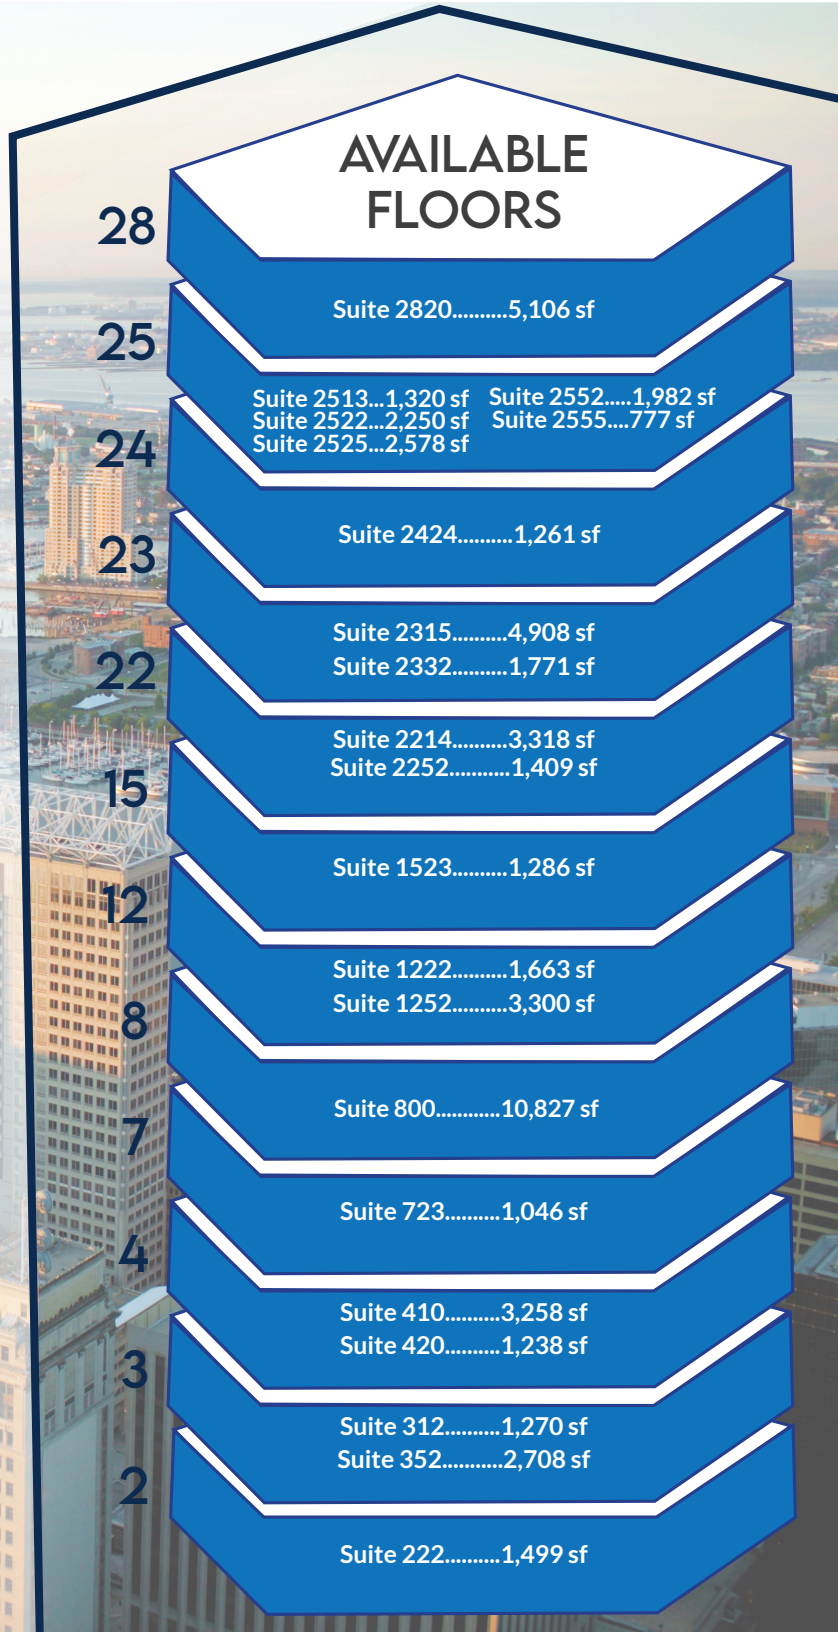 AVAILABLE
FLOORS
28
Suite 2820..........5,106 sf
25
Suite 2513...1,320 sf
Suite 2522...2,250 sf
Suite 2525...2,578 sf
Suite 2552.....1,982 sf
Suite 2555....777 sf
24
Suite 2424..........1,261 sf
23
Suite 2315..........4,908 sf
Suite 2332..........1,771 sf
22
Suite 2214..........3,318 sf
Suite 2252...........1,409 sf
15
Suite 1523..........1,286 sf
12
Suite 1222..........1,663 sf
Suite 1252..........3,300 sf
8
Suite 800............10,827 sf
7
Suite 723..........1,046 sf
4
Suite 410..........3,258 sf
Suite 420..........1,238 sf
3
Suite 312..........1,270 sf
Suite 352...........2,708 sf
2
Suite 222..........1,499 sf